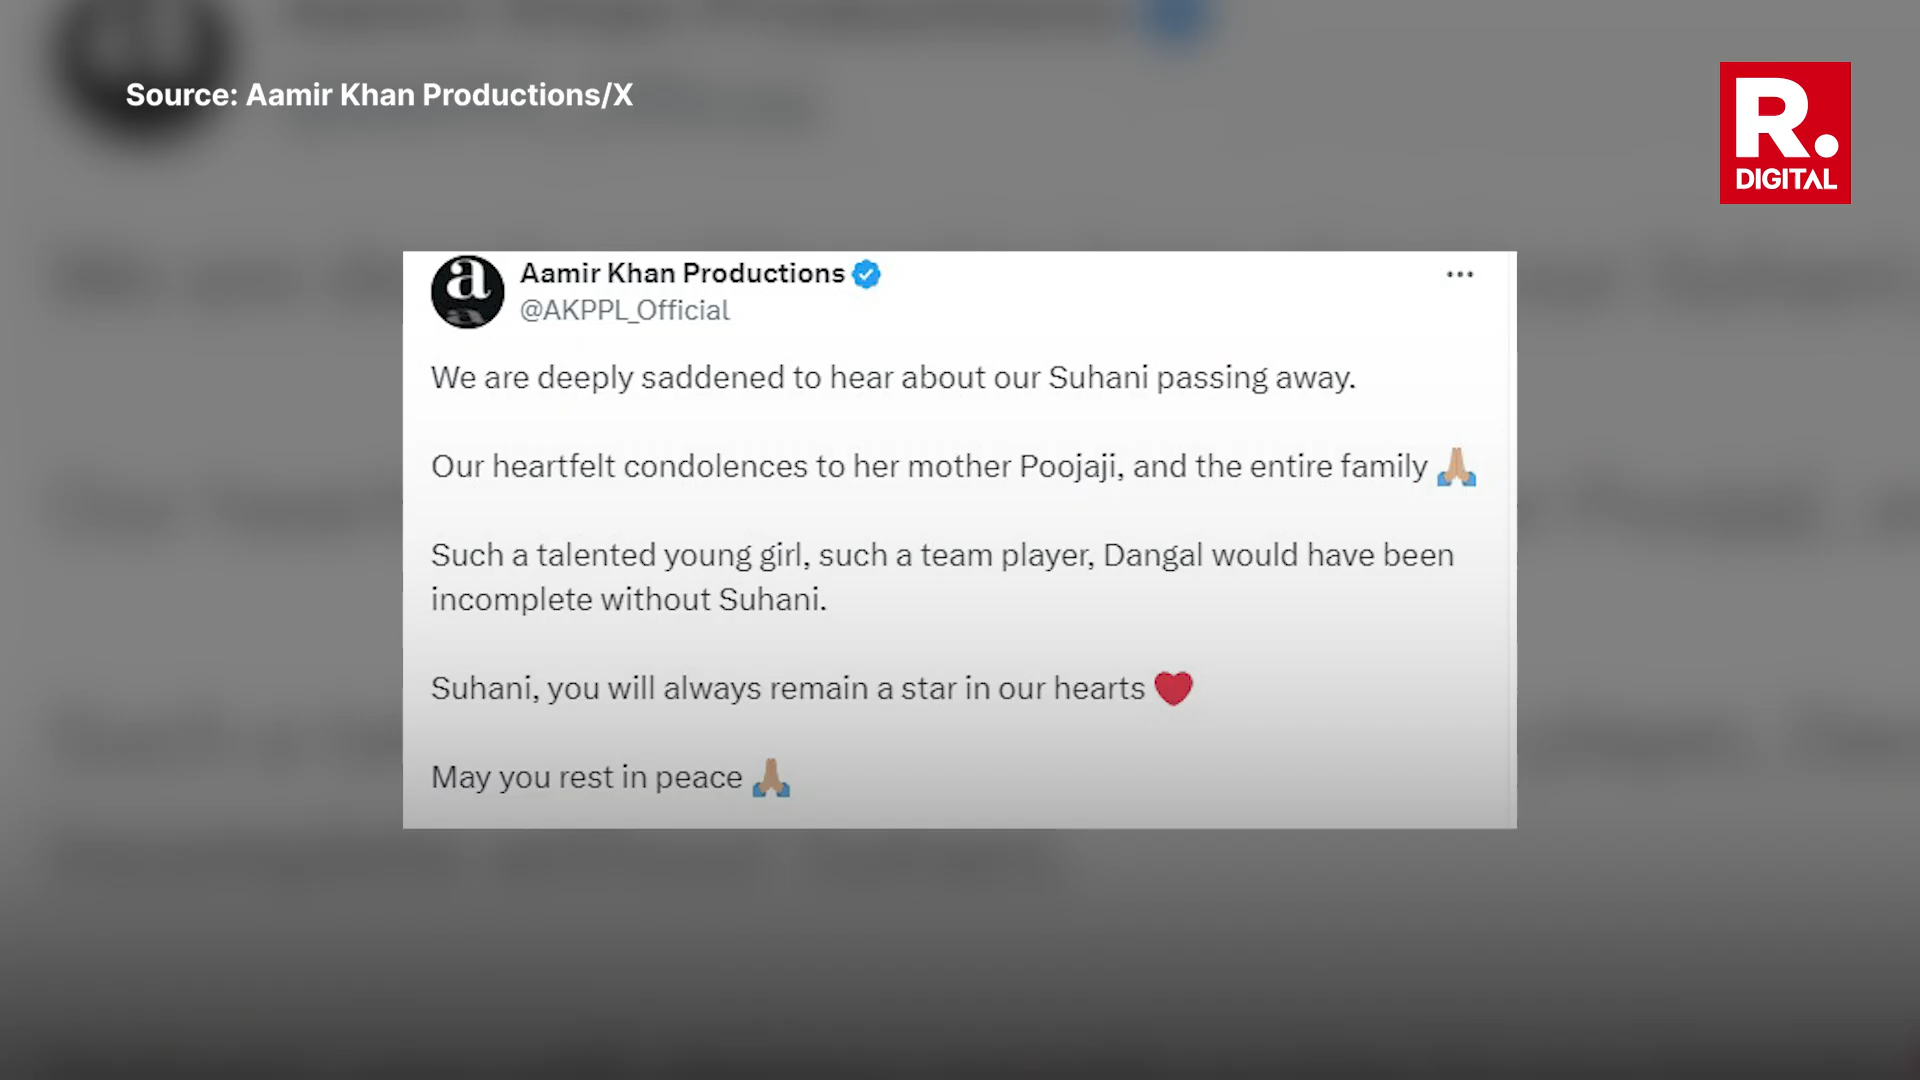 Source: Aamir Khan Productions/X
R.
DIGITAL
a
Aamir Khan Productions
@AKPPL_Official
We are deeply saddened to hear about our Suhani passing away.
Our heartfelt condolences to her mother Poojaji, and the entire family 🙏🏼
Such a talented young girl, such a team player, Dangal would have been
incomplete without Suhani.
Suhani, you will always remain a star in our hearts ❤️
May you rest in peace 🙏🏼